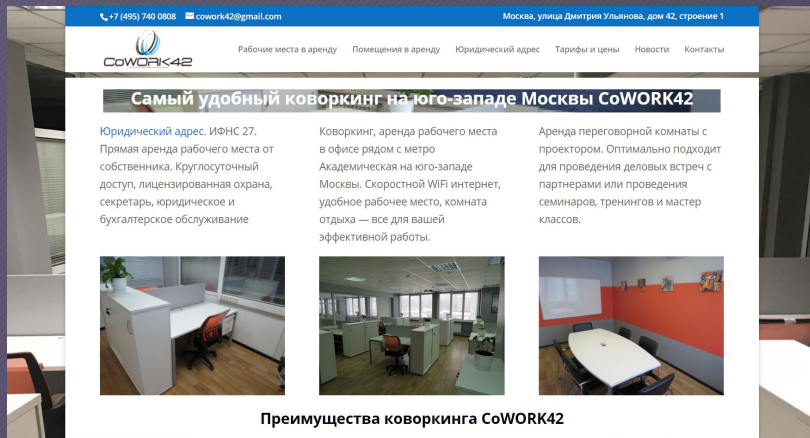 +7 (495) 740 0808 cowork42@gmail.com Москва, улица Дмитрия Ульянова, дом 42, строение 1
CoWORK42
Рабочие места в аренду Помещения в аренду Юридический адрес Тарифы и цены Новости Контакты
Самый удобный коворкинг на юго-западе Москвы CoWORK42
Юридический адрес. ИФНС 27.
Прямая аренда рабочего места от
собственника. Круглосуточный
доступ, лицензированная охрана,
секретарь, юридическое и
бухгалтерское обслуживание
Коворкинг, аренда рабочего места
в офисе рядом с метро
Академическая на юго-западе
Москвы. Скоростной WiFi интернет,
удобное рабочее место, комната
отдыха — все для вашей
эффективной работы.
Аренда переговорной комнаты с
проектором. Оптимально подходит
для проведения деловых встреч с
партнерами или проведения
семинаров, тренингов и мастер
классов.
Преимущества коворкинга CoWORK42